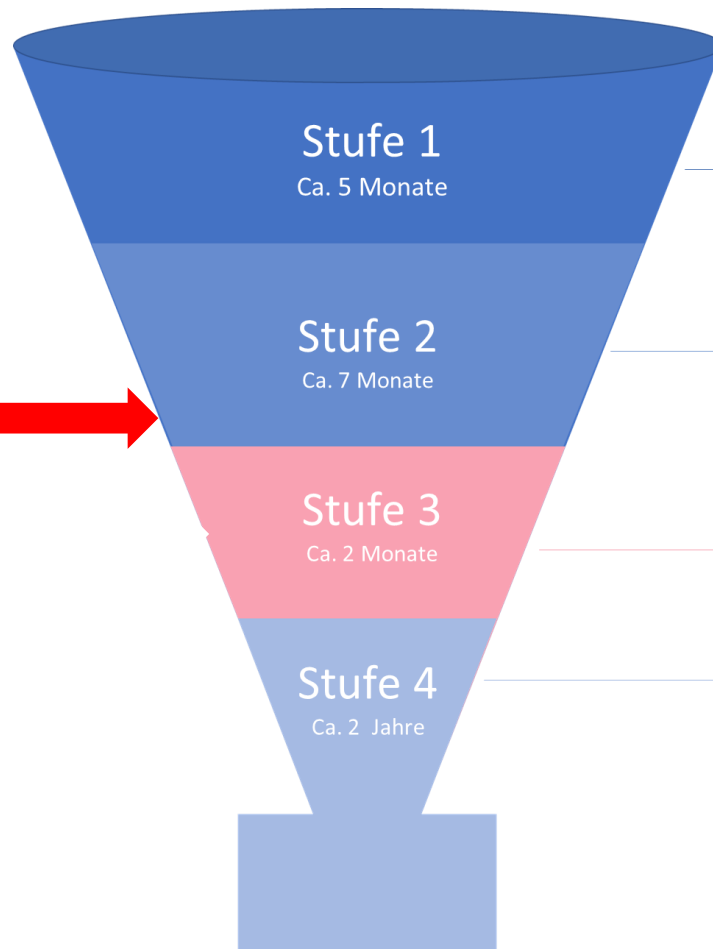 Stufe 1
Ca. 5 Monate
Stufe 2
Ca. 7 Monate
Stufe 3
Ca. 2 Monate
Stufe 4
Ca. 2 Jahre